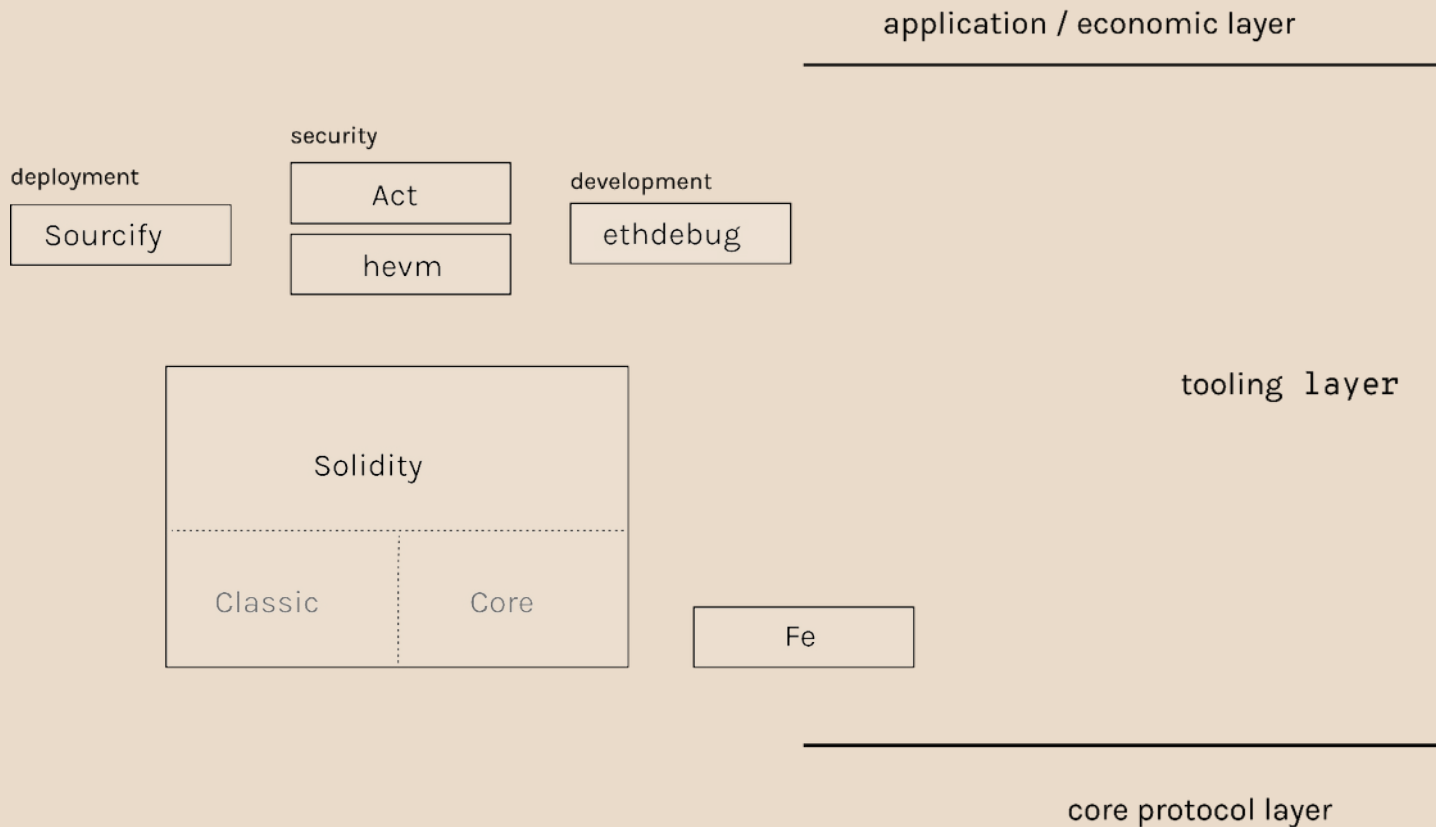 application / economic layer
security
deployment
Act
development
Sourcify
ethdebug
hevm
tooling layer
Solidity
Classic
Core
Fe
core protocol layer